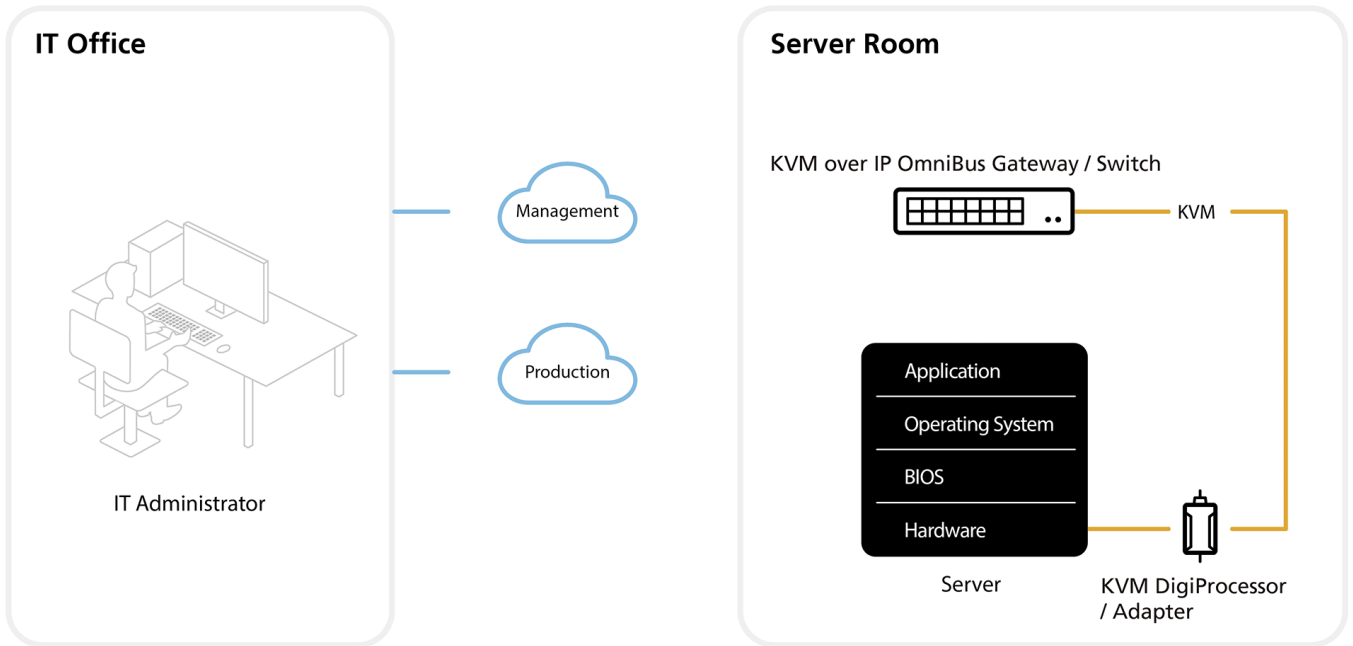 IT Office
IT Administrator
Management
Production
Server Room
KVM over IP OmniBus Gateway / Switch
KVM
Application
Operating System
BIOS
Hardware
Server
KVM DigiProcessor
/ Adapter